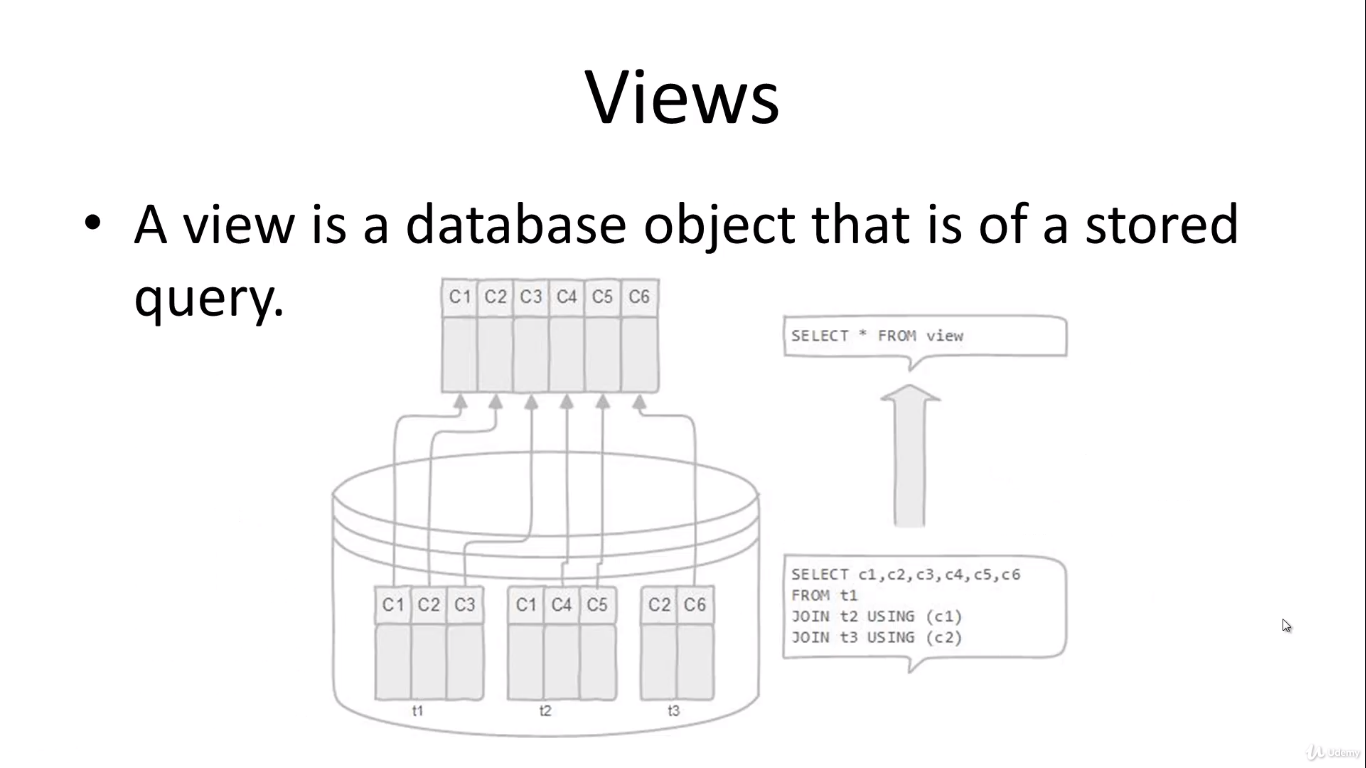 Views
• A view is a database object that is of a stored
query.
C1 C2 C3 C4 C5 C6
SELECT * FROM view
SELECT c1,c2,c3,c4,c5,c6
FROM t1
JOIN t2 USING (c1)
JOIN t3 USING (c2)
C1 C2 C3
C1 C4 C5
C2 C6
t1
t2
t3
Udemy